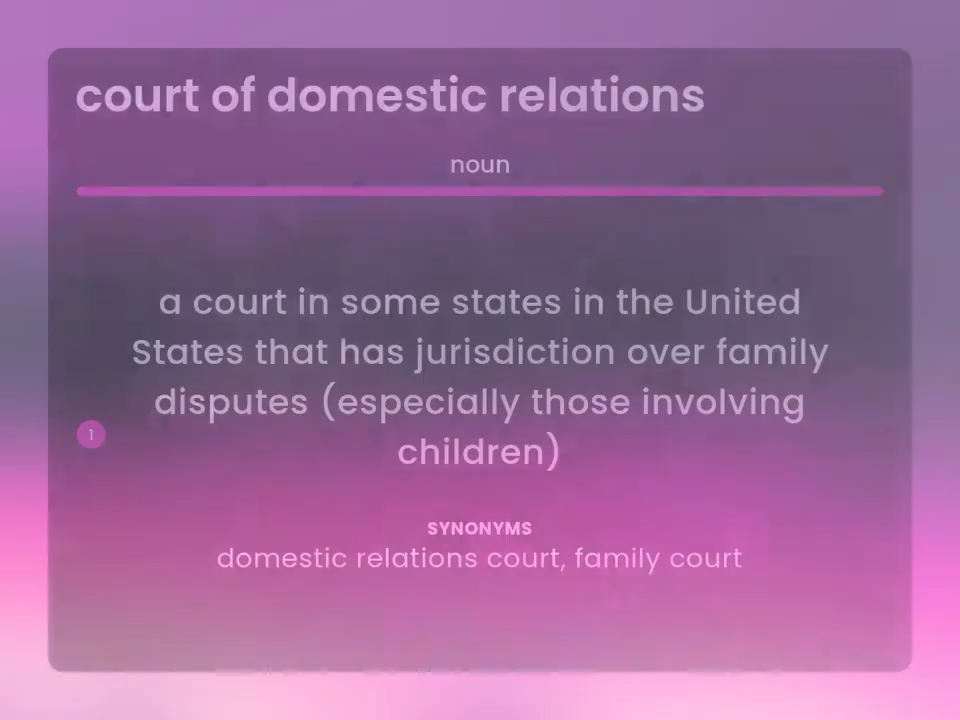 court of domestic relations
noun
a court in some states in the United
States that has jurisdiction over family
disputes (especially those involving
1
children)
SYNONYMS
domestic relations court, family court